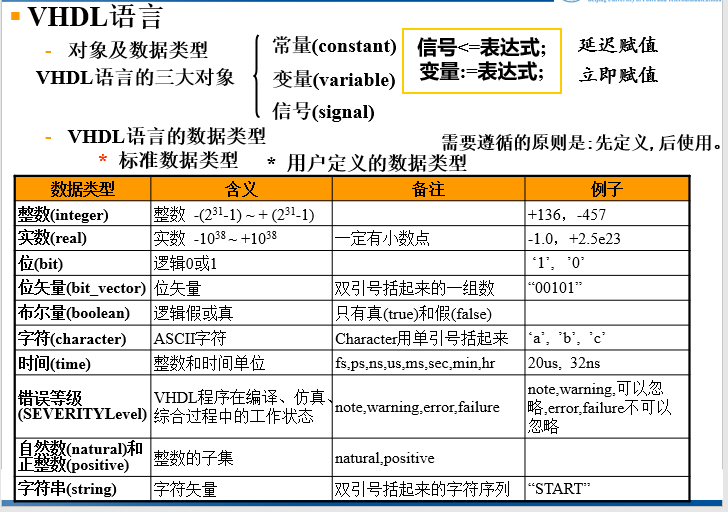 VHDL语言
- 对象及数据类型
VHDL语言的三大对象
常量(constant)
变量(variable)
信号(signal)
信号<=表达式;
变量:=表达式;
延迟赋值
立即赋值
- VHDL语言的数据类型
需要遵循的原则是:先定义,后使用。
* 标准数据类型 * 用户定义的数据类型
数据类型 含义 备注 例子
整数(integer) 整数 -(2³¹-1) ~ + (2³¹-1) +136，-457
实数(real) 实数 -10³⁸ ~ +10³⁸ 一定有小数点 -1.0，+2.5e23
位(bit) 逻辑0或1 ‘1’, ’0’
位矢量(bit_vector) 位矢量 双引号括起来的一组数 “00101”
布尔量(boolean) 逻辑假或真 只有真(true)和假(false)
字符(character) ASCII字符 Character用单引号括起来 ‘a’, ’b’, ’c’
时间(time) 整数和时间单位 fs,ps,ns,us,ms,sec,min,hr 20us, 32ns
错误等级
(SEVERITYLevel)
VHDL程序在编译、仿真、
综合过程中的工作状态
note,warning,error,failure
note,warning,可以忽
略,error,failure不可以
忽略
自然数(natural)和
正整数(positive)
整数的子集
natural,positive
字符串(string) 字符矢量 双引号括起来的字符序列 “START”